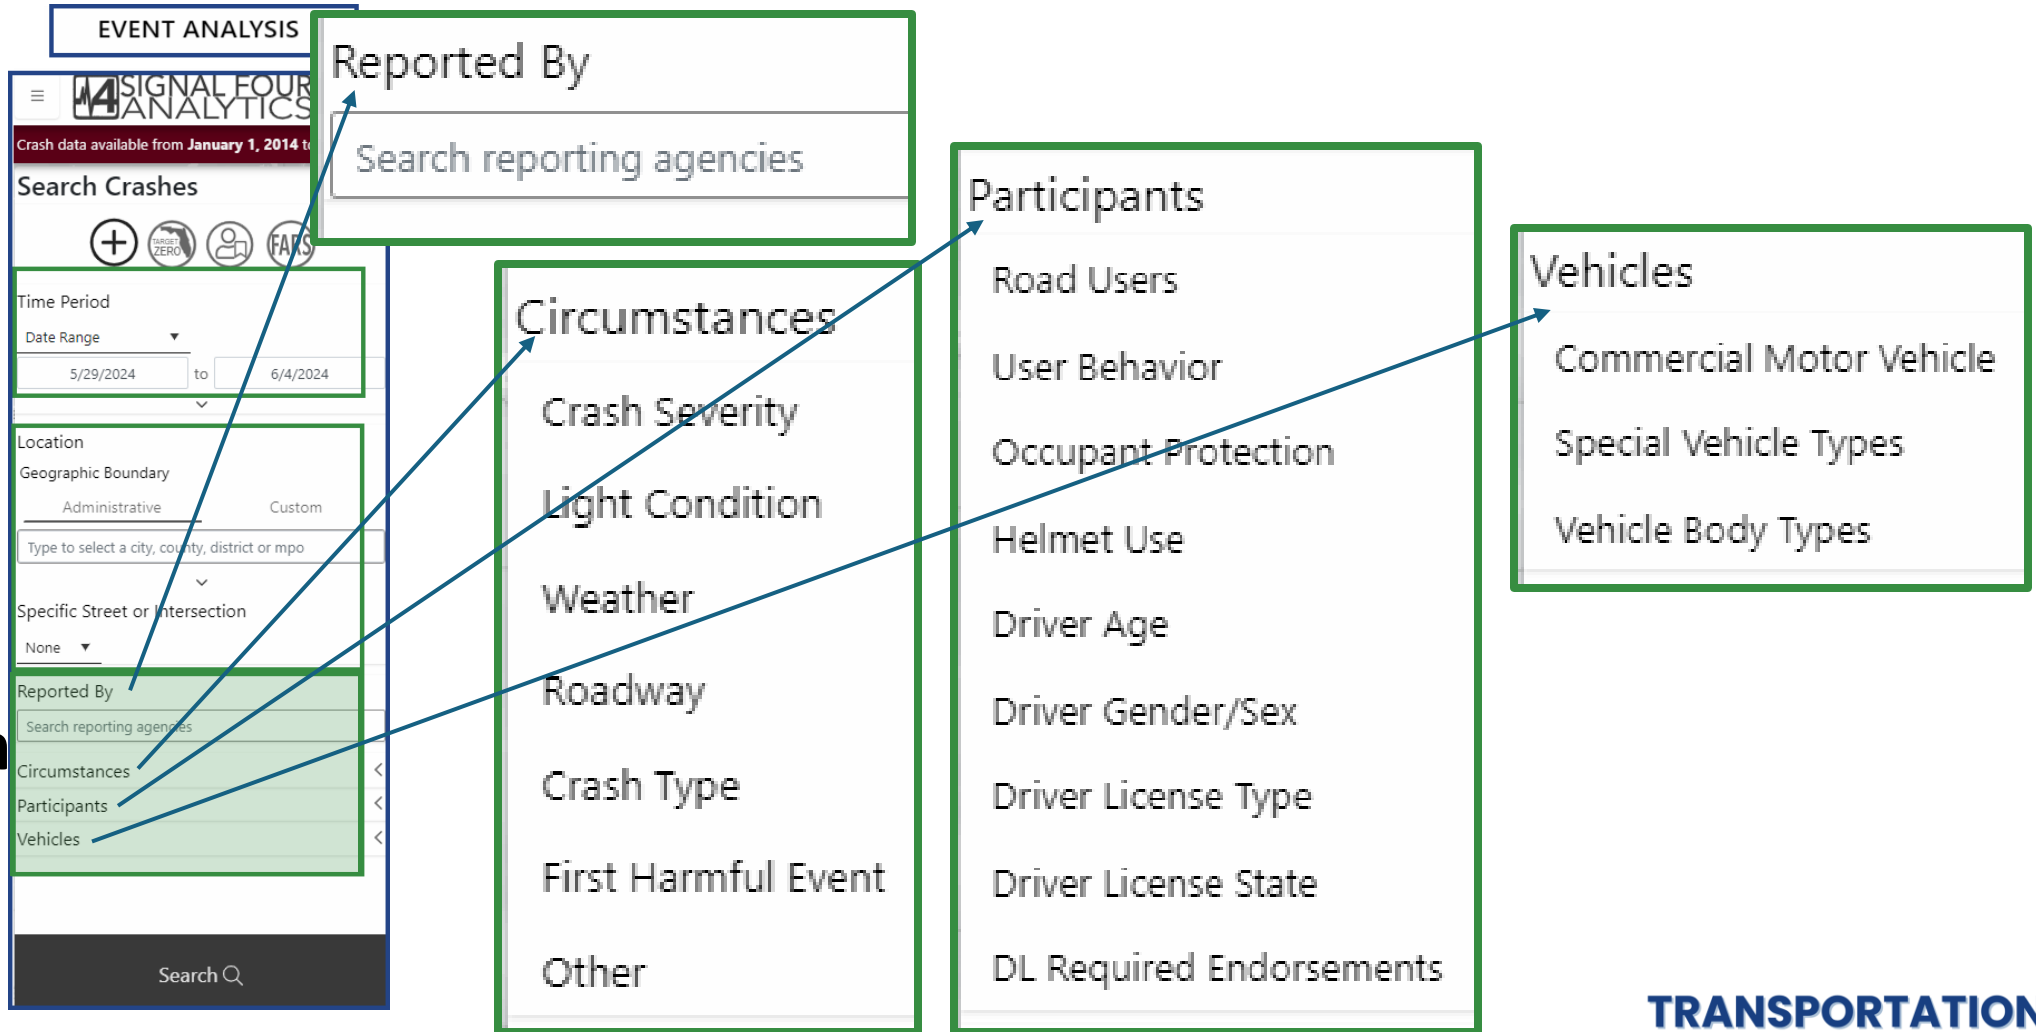 EVENT ANALYSIS
SIGNAL FOUR
ANALYTICS
Crash data available from January 1, 2014 to
Search Crashes
TARGET
ZERO
FARS
Time Period
Date Range
5/29/2024 to 6/4/2024
Location
Geographic Boundary
Administrative Custom
Type to select a city, county, district or mpo
Specific Street or Intersection
None
Reported By
Search reporting agencies
Circumstances
Participants
Vehicles
Search
Reported By
Search reporting agencies
Circumstances
Crash Severity
Light Condition
Weather
Roadway
Crash Type
First Harmful Event
Other
Participants
Road Users
User Behavior
Occupant Protection
Helmet Use
Driver Age
Driver Gender/Sex
Driver License Type
Driver License State
DL Required Endorsements
Vehicles
Commercial Motor Vehicle
Special Vehicle Types
Vehicle Body Types
TRANSPORTATION